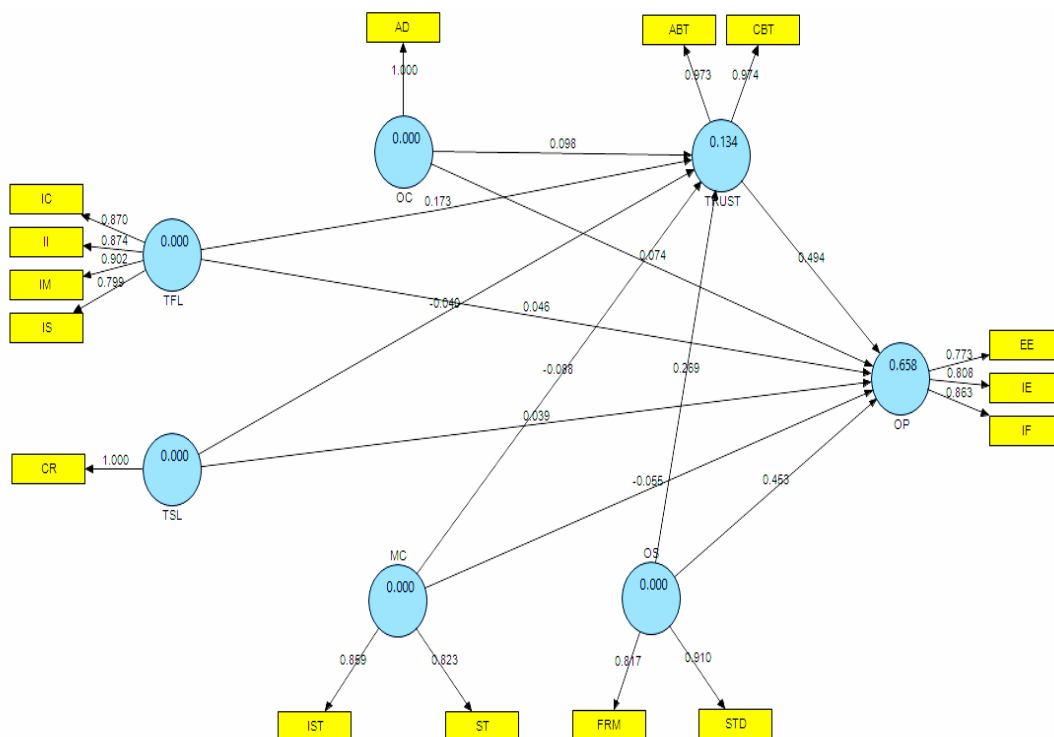 AD
ABT
CBT
1.000
0.973
0.974
0.000
OC
0.098
0.134
TRUST
IC
0.870
II
0.874
IM
0.902
IS
0.799
0.000
TFL
0.173
0.074
0.494
-0.040
0.046
-0.088
0.269
0.658
OP
EE
0.773
IE
0.808
IF
0.863
0.039
CR
1.000
0.000
TSL
-0.055
0.453
MC
0.000
OS
0.000
0.859
0.823
0.817
0.910
IST
ST
FRM
STD